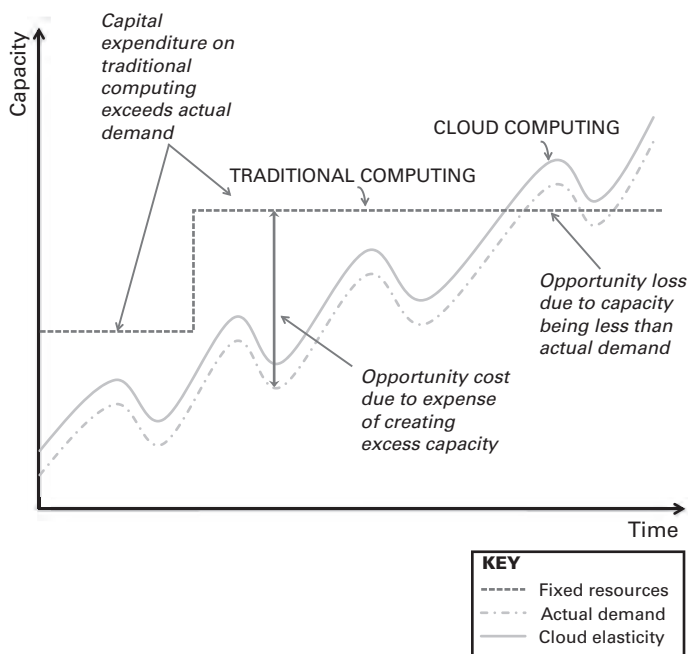 Capital
expenditure on
traditional
computing
exceeds actual
demand
Capacity
CLOUD COMPUTING
TRADITIONAL COMPUTING
Opportunity loss
due to capacity
being less than
actual demand
Opportunity cost
due to expense
of creating
excess capacity
Time
KEY
Fixed resources
Actual demand
Cloud elasticity